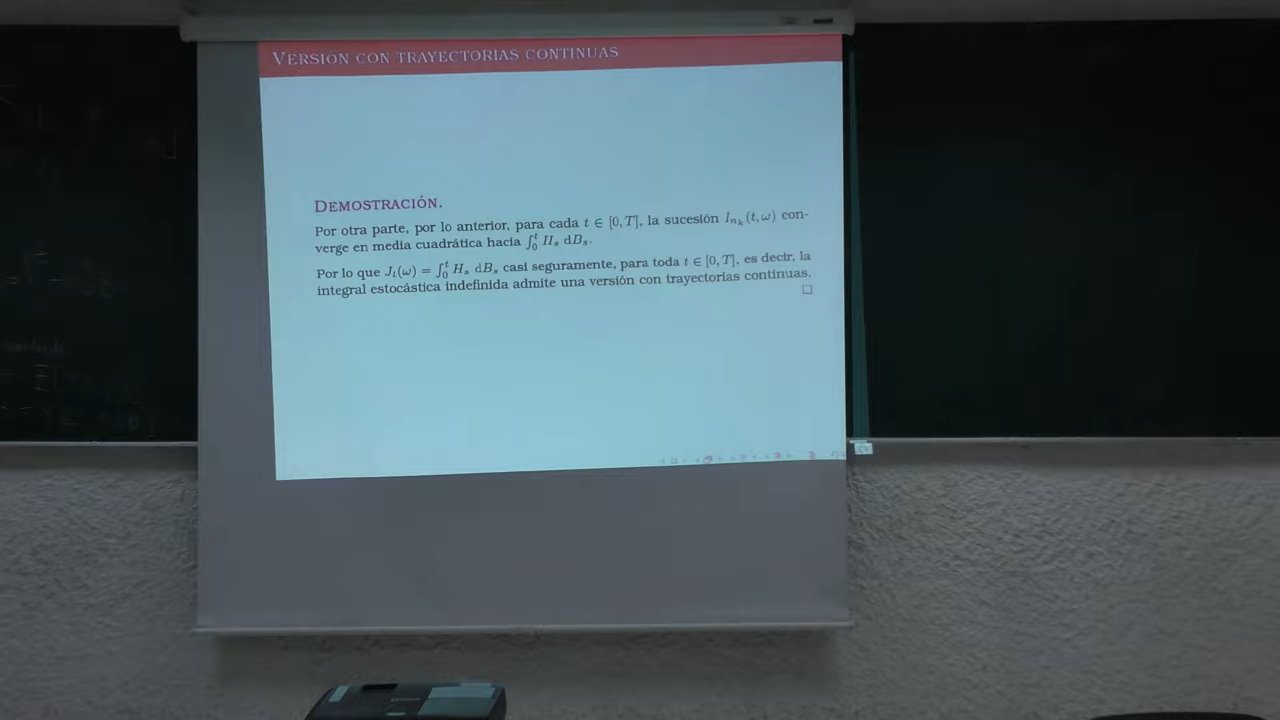 VERSIÓN CON TRAYECTORIAS CONTINUAS
DEMOSTRACIÓN.
Por otra parte, por lo anterior, para cada t ∈ [0, T], la sucesión I_{n_k}(t, ω) con-
verge en media cuadrática hacia ∫_0^t H_s dB_s.
Por lo que J_t(ω) = ∫_0^t H_s dB_s casi seguramente, para toda t ∈ [0, T], es decir, la
integral estocástica indefinida admite una versión con trayectorias continuas.
□